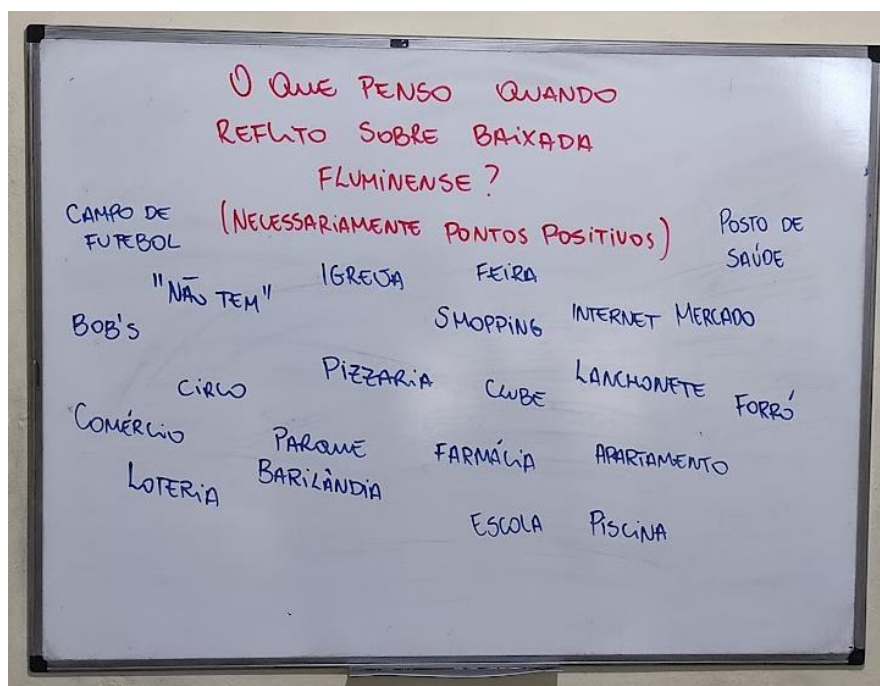 O QUE PENSO QUANDO
REFLITO SOBRE BAIXADA
FLUMINENSE?
(NECESSARIAMENTE PONTOS POSITIVOS)
CAMPO DE
FUTEBOL
POSTO DE
SAÚDE
"NÃO TEM"
IGREJA
FEIRA
BOB'S
SHOPPING
INTERNET
MERCADO
CIRCO
PIZZARIA
CLUBE
LANCHONETE
FORRÓ
COMÉRCIO
PARQUE
BARILÂNDIA
FARMÁCIA
APARTAMENTO
LOTERIA
ESCOLA
PISCINA